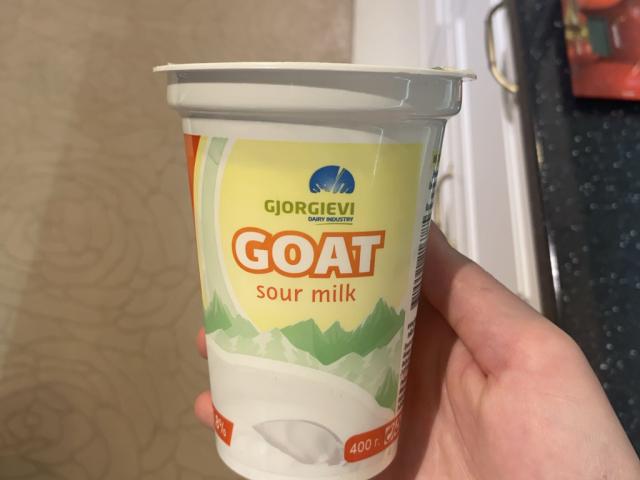 GJORGIEVI
DAIRY INDUSTRY
GOAT
sour milk
%
400 г.